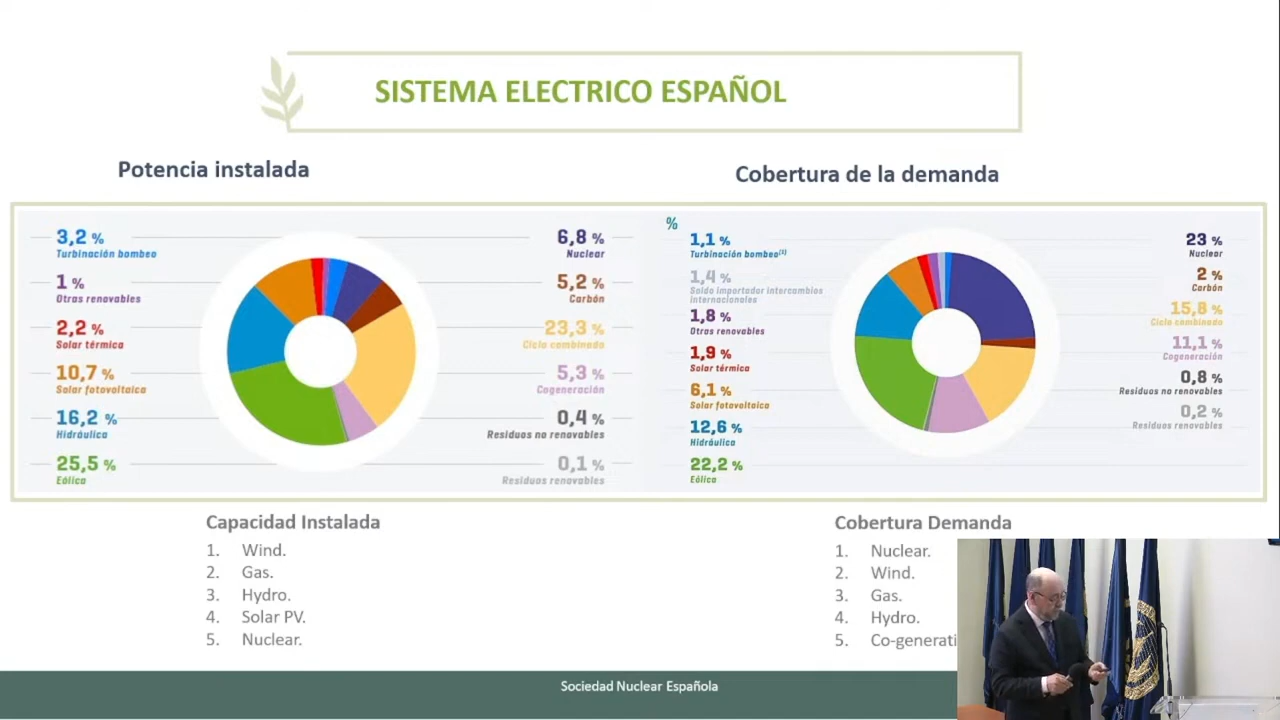 SISTEMA ELECTRICO ESPAÑOL
Potencia instalada
3,2 %
Turbinación bombeo
1 %
Otras renovables
2,2 %
Solar térmica
10,7 %
Solar fotovoltaica
16,2 %
Hidráulica
25,5 %
Eólica
6,8 %
Nuclear
5,2 %
Carbón
23,3 %
Ciclo combinado
5,3 %
Cogeneración
0,4 %
Residuos no renovables
0,1 %
Residuos renovables
Cobertura de la demanda
%
1,1 %
Turbinación bombeo(1)
1,4 %
Saldo importador intercambios
internacionales
1,8 %
Otras renovables
1,9 %
Solar térmica
6,1 %
Solar fotovoltaica
12,6 %
Hidráulica
22,2 %
Eólica
23 %
Nuclear
2 %
Carbón
15,8 %
Ciclo combinado
11,1 %
Cogeneración
0,8 %
Residuos no renovables
0,2 %
Residuos renovables
Capacidad Instalada
1. Wind.
2. Gas.
3. Hydro.
4. Solar PV.
5. Nuclear.
Cobertura Demanda
1. Nuclear.
2. Wind.
3. Gas.
4. Hydro.
5. Co-generati
Sociedad Nuclear Española